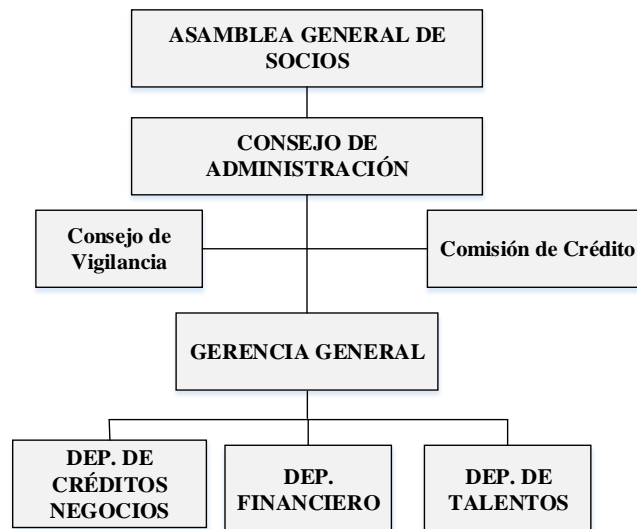 ASAMBLEA GENERAL DE
SOCIOS
CONSEJO DE
ADMINISTRACIÓN
Consejo de
Vigilancia
Comisión de Crédito
GERENCIA GENERAL
DEP. DE
CRÉDITOS
NEGOCIOS
DEP.
FINANCIERO
DEP. DE
TALENTOS